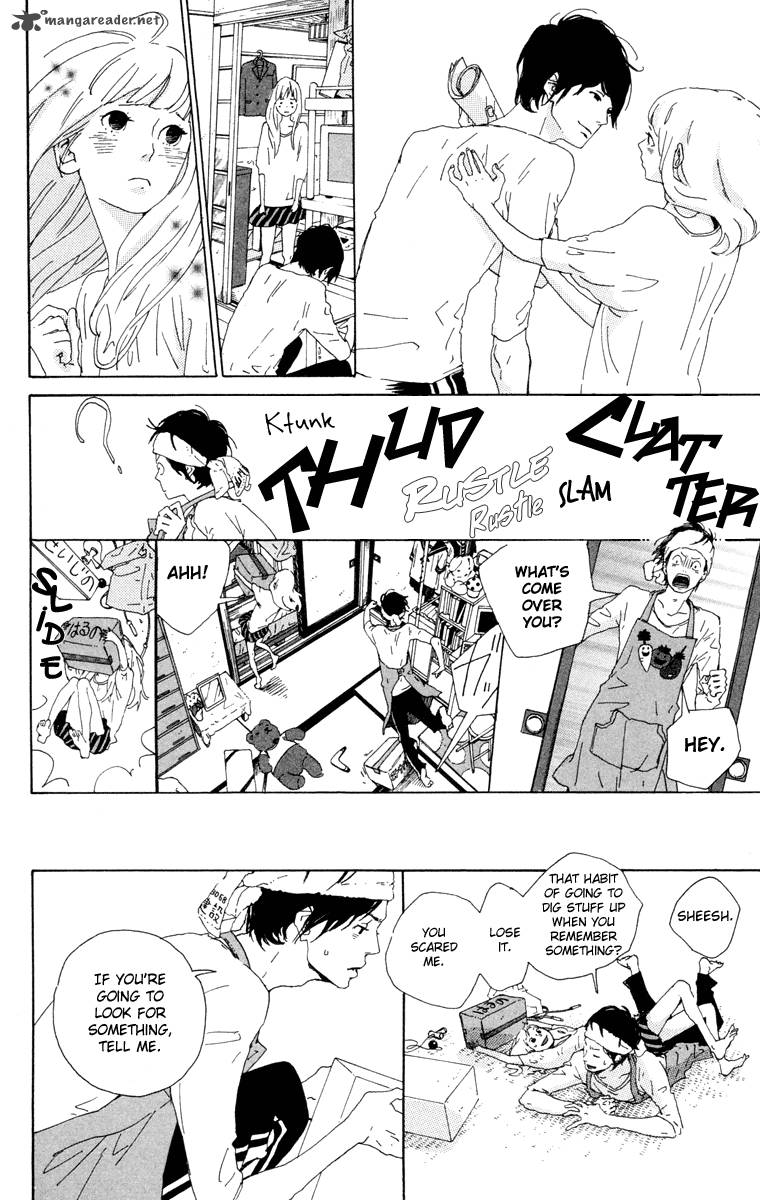 mangareader.net
?
Ktunk
THUD
RUSTLE
RUSTLE
SLAM
CLAT
TER
HEY.
WHAT'S
COME
OVER
YOU?
AHH!
SLIDE
SHEESH.
THAT HABIT
OF GOING TO
DIG STUFF UP
WHEN YOU
REMEMBER
SOMETHING?
LOSE
IT.
YOU
SCARED
ME.
IF YOU'RE
GOING TO
LOOK FOR
SOMETHING,
TELL ME.